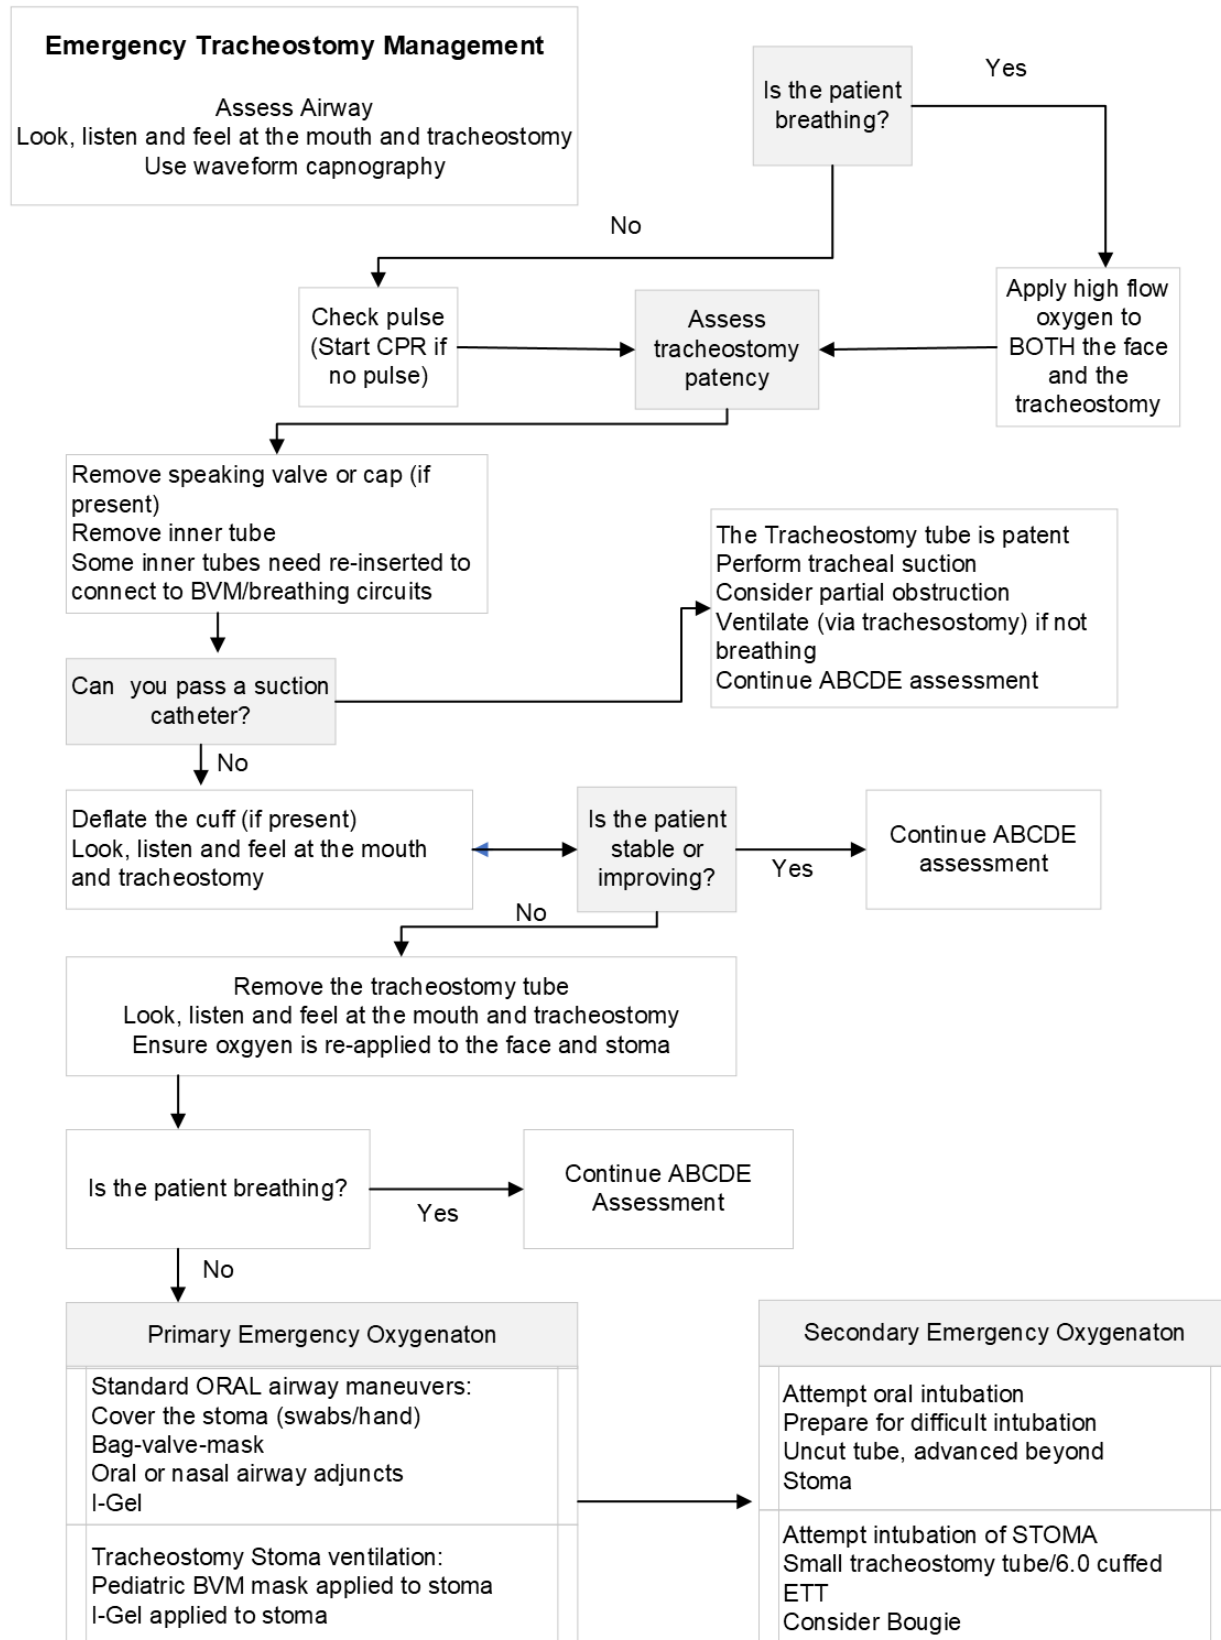 Emergency Tracheostomy Management
Assess Airway
Look, listen and feel at the mouth and tracheostomy
Use waveform capnography
Is the patient
breathing?
Yes
No
Check pulse
(Start CPR if
no pulse)
Assess
tracheostomy
patency
Apply high flow
oxygen to
BOTH the face
and the
tracheostomy
Remove speaking valve or cap (if
present)
Remove inner tube
Some inner tubes need re-inserted to
connect to BVM/breathing circuits
The Tracheostomy tube is patent
Perform tracheal suction
Consider partial obstruction
Ventilate (via trachesostomy) if not
breathing
Continue ABCDE assessment
Can you pass a suction
catheter?
No
Deflate the cuff (if present)
Look, listen and feel at the mouth
and tracheostomy
Is the patient
stable or
improving?
Yes
Continue ABCDE
assessment
No
Remove the tracheostomy tube
Look, listen and feel at the mouth and tracheostomy
Ensure oxgyen is re-applied to the face and stoma
Is the patient breathing?
Yes
Continue ABCDE
Assessment
No
Primary Emergency Oxygenaton
Standard ORAL airway maneuvers:
Cover the stoma (swabs/hand)
Bag-valve-mask
Oral or nasal airway adjuncts
I-Gel
Tracheostomy Stoma ventilation:
Pediatric BVM mask applied to stoma
I-Gel applied to stoma
Secondary Emergency Oxygenaton
Attempt oral intubation
Prepare for difficult intubation
Uncut tube, advanced beyond
Stoma
Attempt intubation of STOMA
Small tracheostomy tube/6.0 cuffed
ETT
Consider Bougie